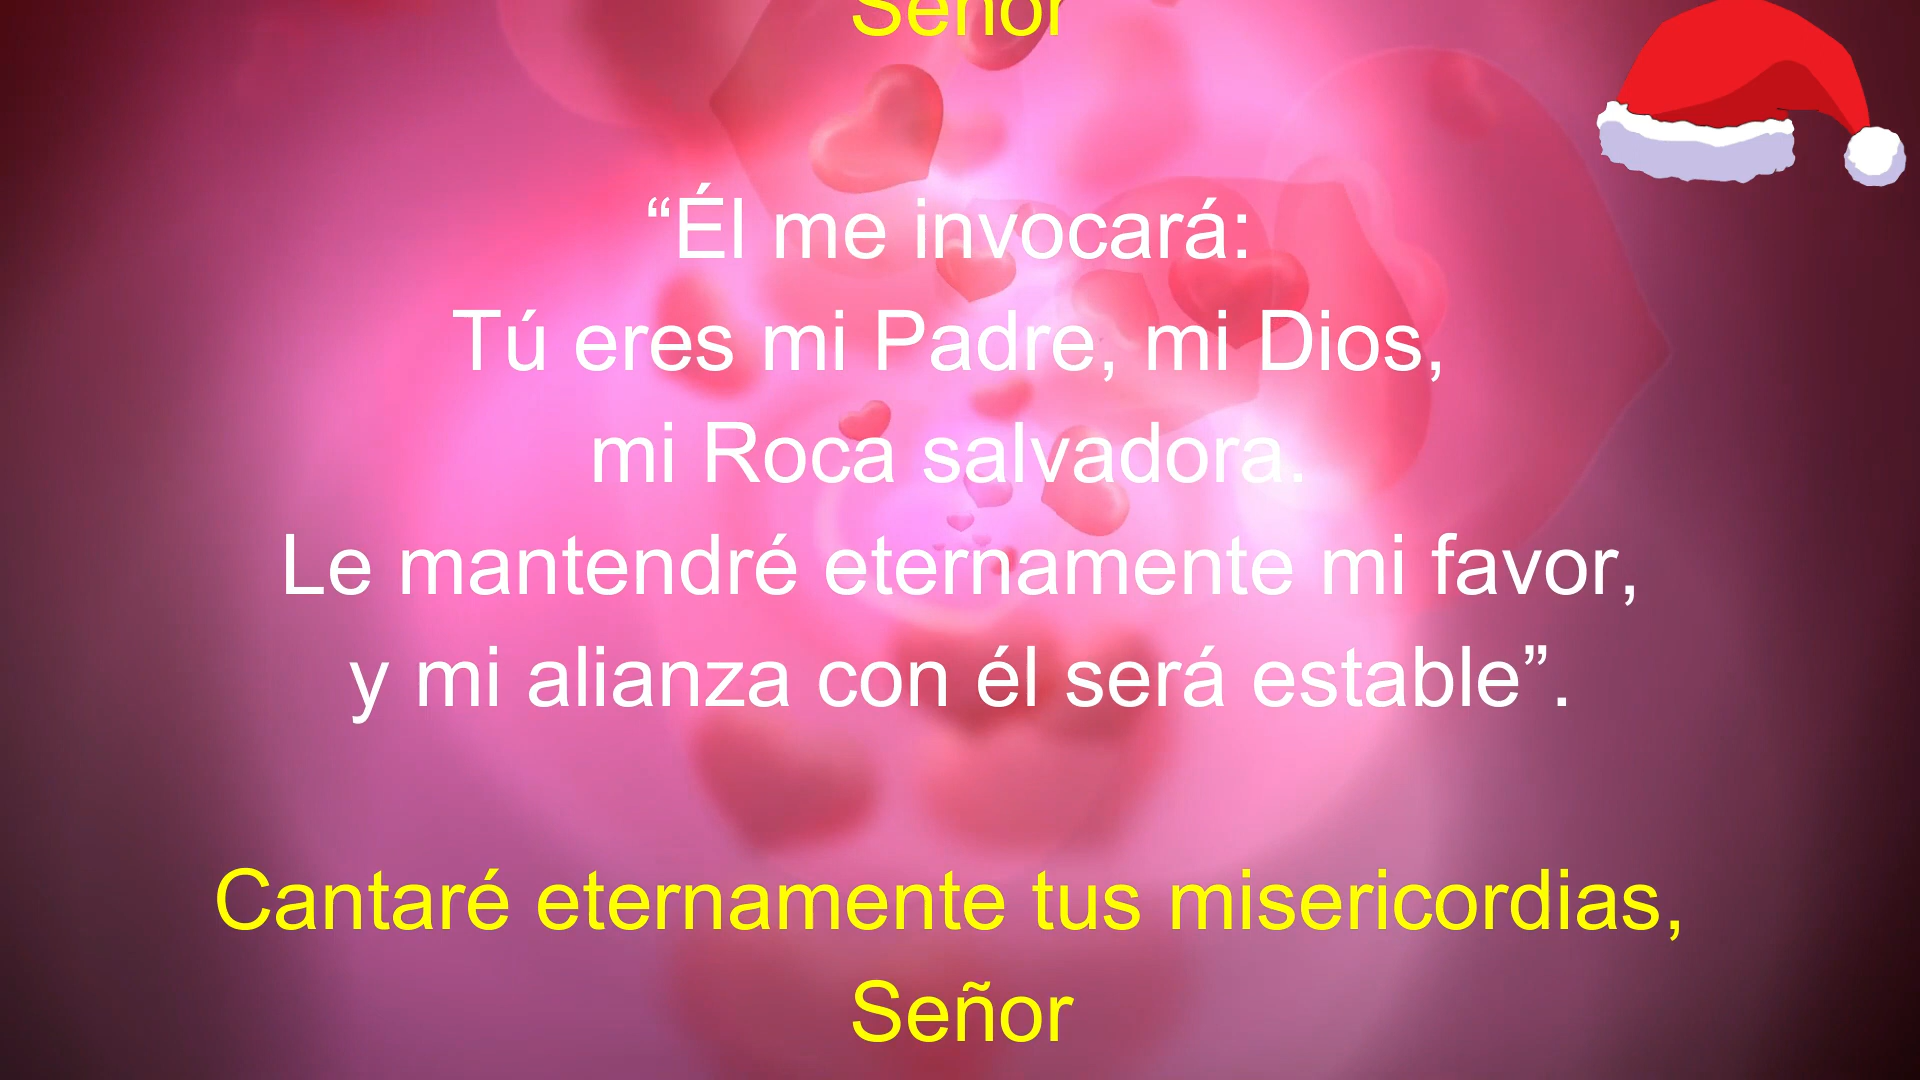 Señor
“Él me invocará:
Tú eres mi Padre, mi Dios,
mi Roca salvadora.
Le mantendré eternamente mi favor,
y mi alianza con él será estable”.
Cantaré eternamente tus misericordias,
Señor